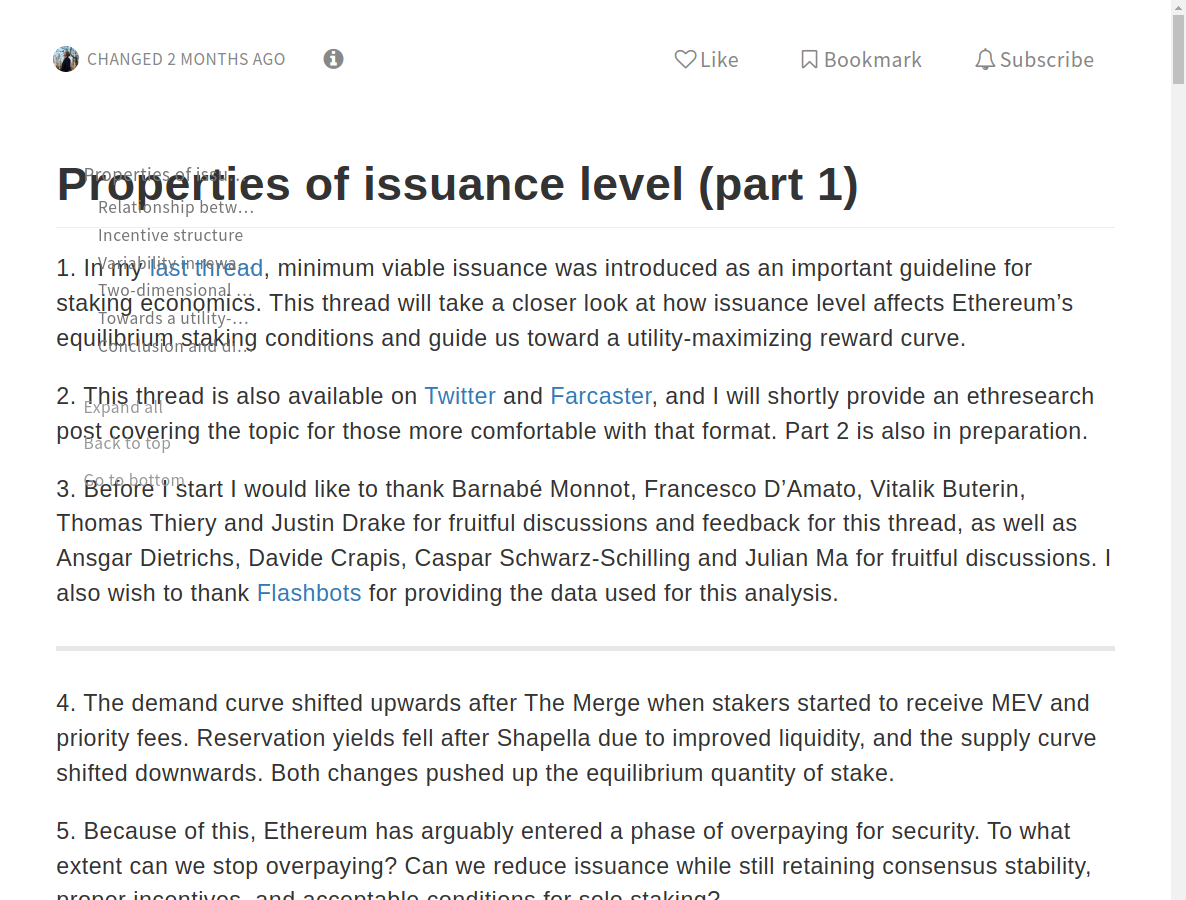 CHANGED 2 MONTHS AGO
Like
Bookmark
Subscribe
Properties of issuance level (part 1)
Properties of issu…
Relationship betw…
Incentive structure
Variability in rewa…
Two-dimensional …
Towards a utility-…
Conclusion and di…
Expand all
Back to top
Go to bottom
1. In my last thread, minimum viable issuance was introduced as an important guideline for
staking economics. This thread will take a closer look at how issuance level affects Ethereum’s
equilibrium staking conditions and guide us toward a utility-maximizing reward curve.
2. This thread is also available on Twitter and Farcaster, and I will shortly provide an ethresearch
post covering the topic for those more comfortable with that format. Part 2 is also in preparation.
3. Before I start I would like to thank Barnabé Monnot, Francesco D’Amato, Vitalik Buterin,
Thomas Thiery and Justin Drake for fruitful discussions and feedback for this thread, as well as
Ansgar Dietrichs, Davide Crapis, Caspar Schwarz-Schilling and Julian Ma for fruitful discussions. I
also wish to thank Flashbots for providing the data used for this analysis.
4. The demand curve shifted upwards after The Merge when stakers started to receive MEV and
priority fees. Reservation yields fell after Shapella due to improved liquidity, and the supply curve
shifted downwards. Both changes pushed up the equilibrium quantity of stake.
5. Because of this, Ethereum has arguably entered a phase of overpaying for security. To what
extent can we stop overpaying? Can we reduce issuance while still retaining consensus stability,
proper incentives, and acceptable conditions for solo staking?